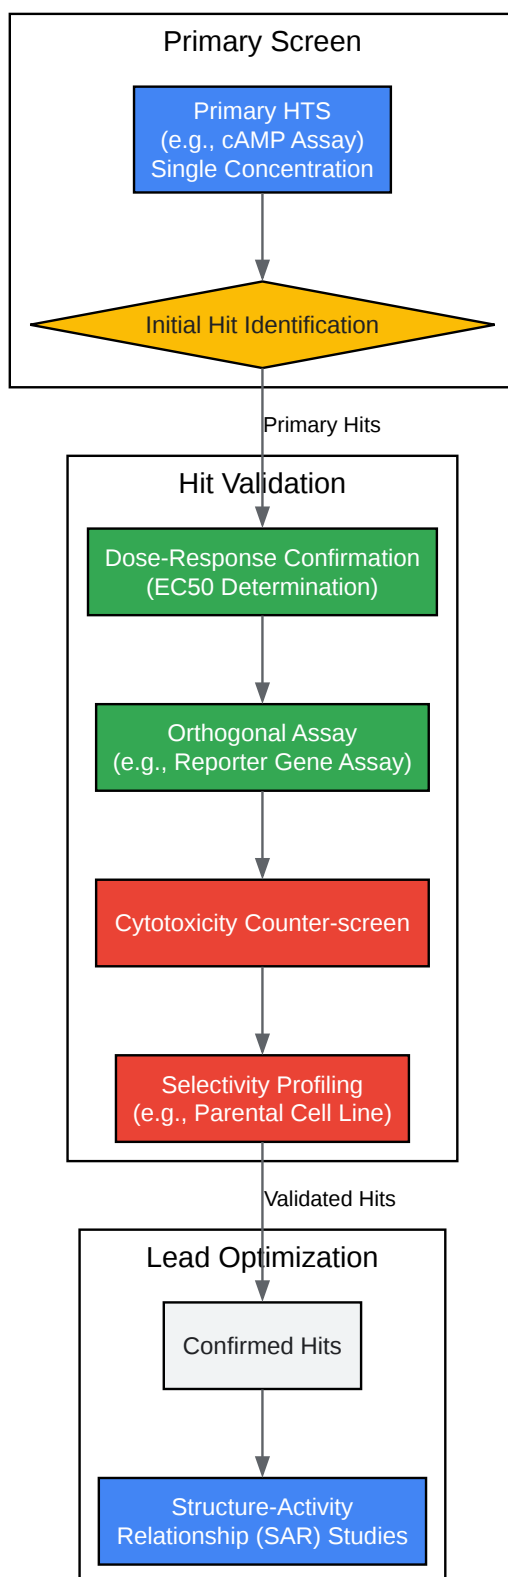 Primary Screen
Primary HTS
(e.g., cAMP Assay)
Single Concentration
Initial Hit Identification
Primary Hits
Hit Validation
Dose-Response Confirmation
(EC50 Determination)
Orthogonal Assay
(e.g., Reporter Gene Assay)
Cytotoxicity Counter-screen
Selectivity Profiling
(e.g., Parental Cell Line)
Validated Hits
Lead Optimization
Confirmed Hits
Structure-Activity
Relationship (SAR) Studies